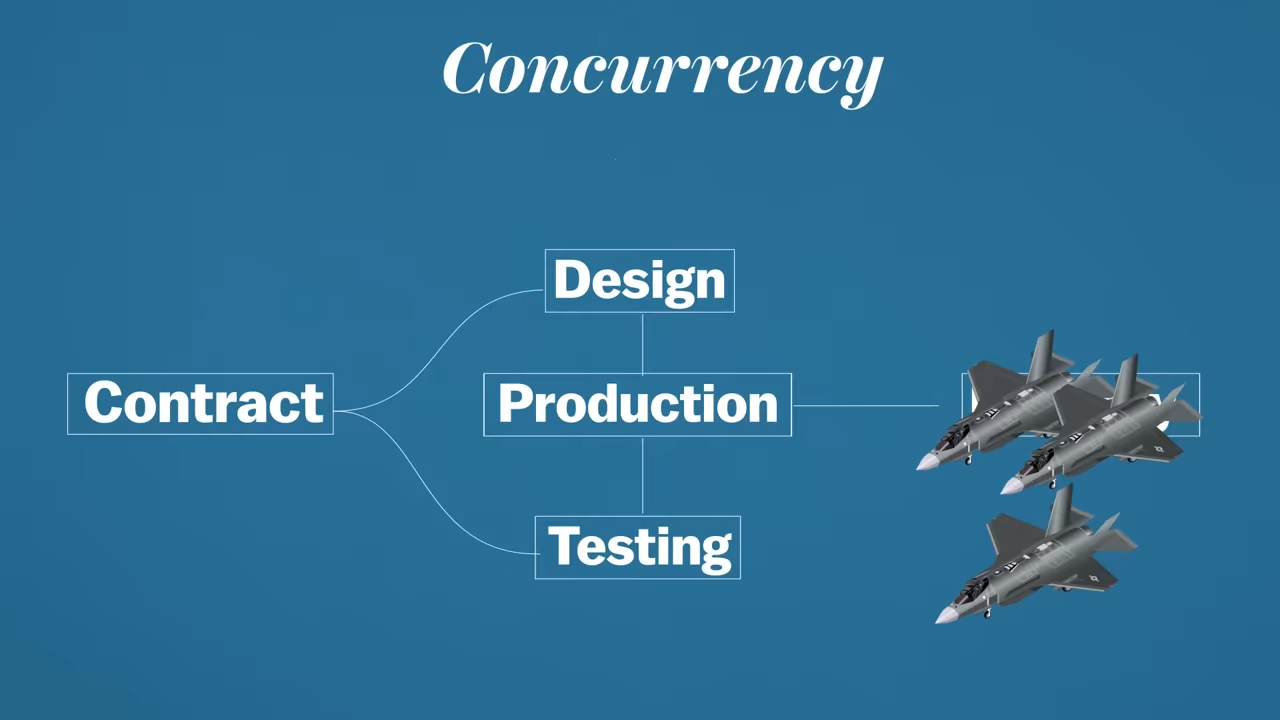 Concurrency
Design
Contract
Production
Testing